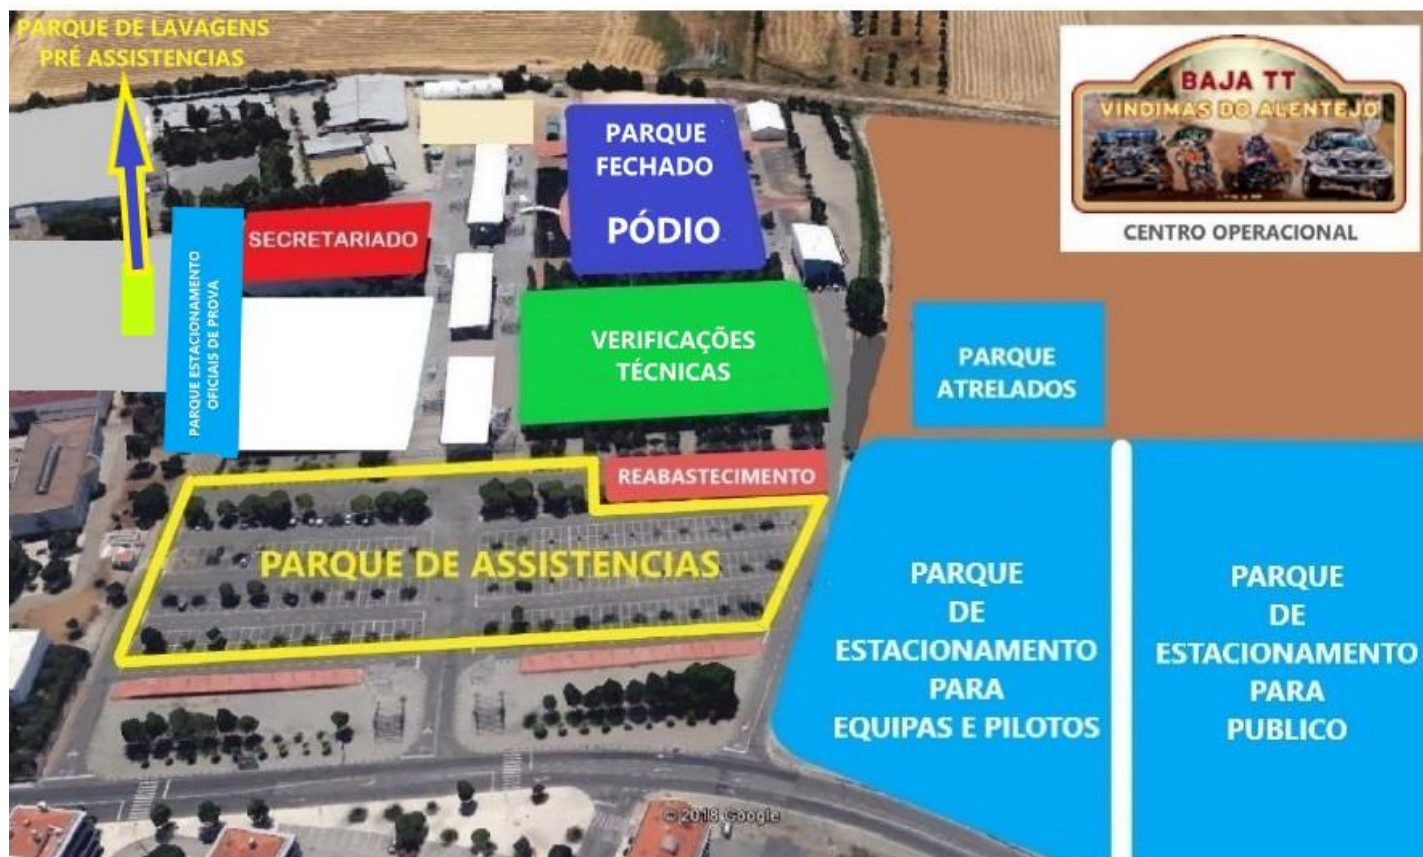 PARQUE DE LAVAGENS
PRÉ ASSISTENCIAS
BAJA TT
VINDIMAS DO ALENTEJO
CENTRO OPERACIONAL
PARQUE
FECHADO
PÓDIO
SECRETARIADO
PARQUE ESTACIONAMENTO
OFICIAIS DE PROVA
VERIFICAÇÕES
TÉCNICAS
PARQUE
ATRELADOS
REABASTECIMENTO
PARQUE DE ASSISTENCIAS
PARQUE
DE
ESTACIONAMENTO
PARA
EQUIPAS E PILOTOS
PARQUE
DE
ESTACIONAMENTO
PARA
PUBLICO
© 2018 Google